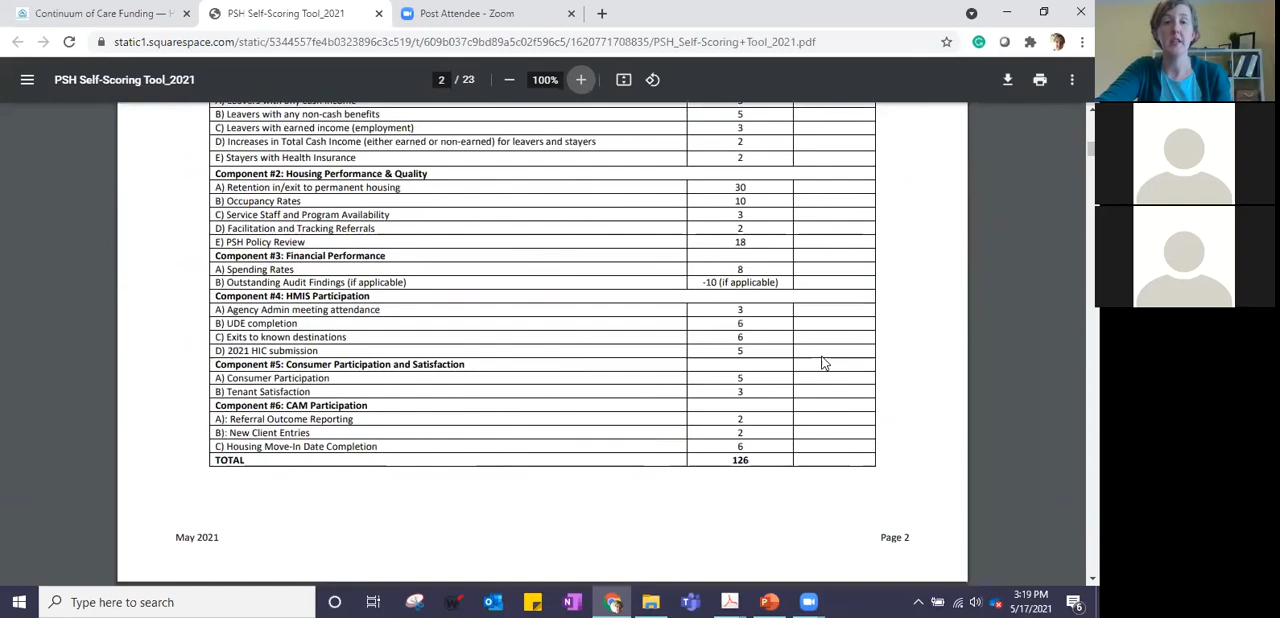 Continuum of Care Funding — H
PSH Self-Scoring Tool_2021
Post Attendee - Zoom
static1.squarespace.com/static/5344557fe4b0323896c3c519/t/609b037cc9b89a5c02f596c5/1620771708835/PSH_Self-Scoring+Tool_2021.pdf
PSH Self-Scoring Tool_2021
2 / 23
100%
A) Leavers with any cash income
B) Leavers with any non-cash benefits 5
C) Leavers with earned income (employment) 3
D) Increases in Total Cash Income (either earned or non-earned) for leavers and stayers 2
E) Stayers with Health Insurance 2
Component #2: Housing Performance & Quality
A) Retention in/exit to permanent housing 30
B) Occupancy Rates 10
C) Service Staff and Program Availability 3
D) Facilitation and Tracking Referrals 2
E) PSH Policy Review 18
Component #3: Financial Performance
A) Spending Rates 8
B) Outstanding Audit Findings (if applicable) -10 (if applicable)
Component #4: HMIS Participation
A) Agency Admin meeting attendance 3
B) UDE completion 6
C) Exits to known destinations 6
D) 2021 HIC submission 5
Component #5: Consumer Participation and Satisfaction
A) Consumer Participation 5
B) Tenant Satisfaction 3
Component #6: CAM Participation
A): Referral Outcome Reporting 2
B): New Client Entries 2
C) Housing Move-In Date Completion 6
TOTAL 126
May 2021
Page 2
Type here to search
3:19 PM
5/17/2021
6